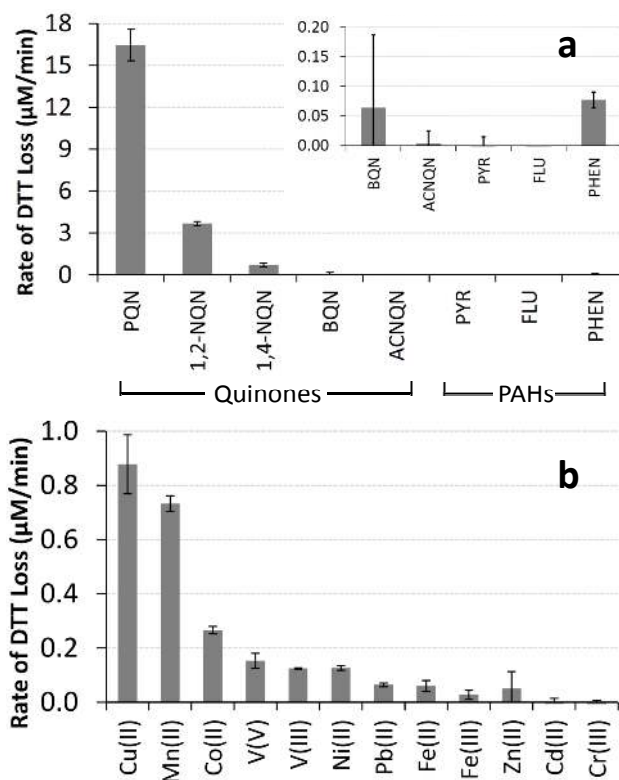 a
Rate of DTT Loss (µM/min)
18
15
12
9
6
3
0
0.20
0.15
0.10
0.05
0.00
BQN
ACNQN
PYR
FLU
PHEN
PQN
1,2-NQN
1,4-NQN
BQN
ACNQN
PYR
FLU
PHEN
Quinones
PAHs
b
Rate of DTT Loss (µM/min)
1.0
0.8
0.6
0.4
0.2
0.0
Cu(II)
Mn(II)
Co(II)
V(V)
V(III)
Ni(II)
Pb(II)
Fe(II)
Fe(III)
Zn(II)
Cd(II)
Cr(III)